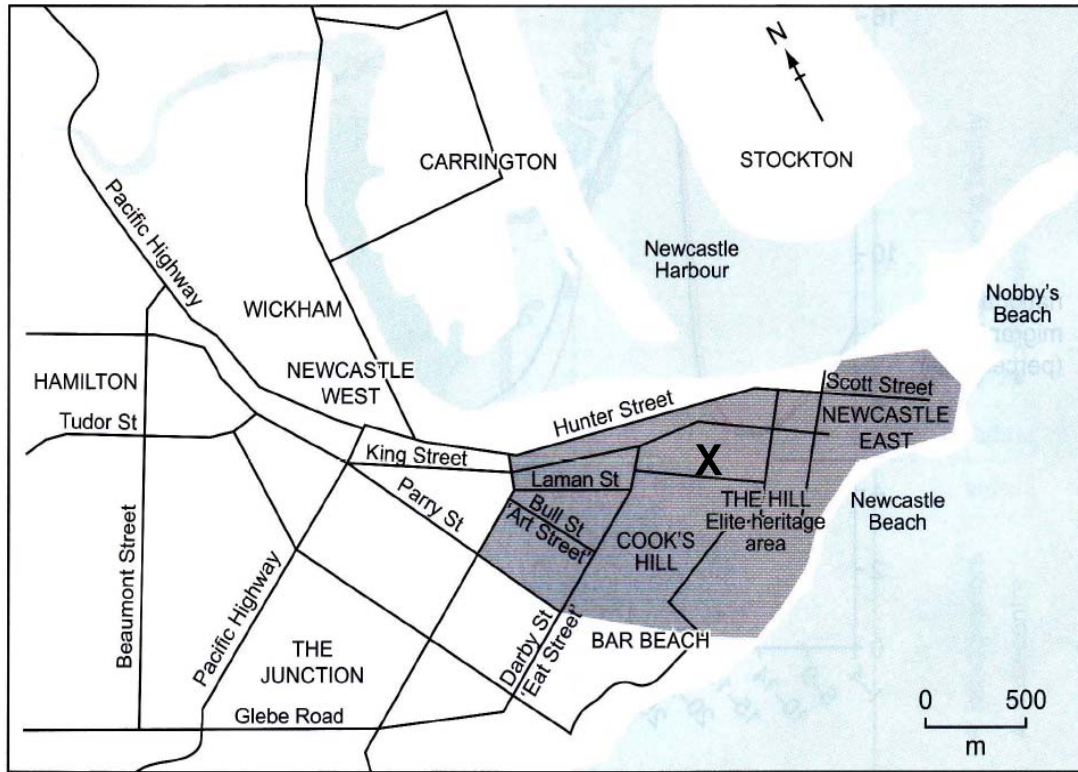 N
CARRINGTON
STOCKTON
Pacific Highway
Newcastle
Harbour
Nobby's
Beach
WICKHAM
NEWCASTLE
WEST
HAMILTON
Tudor St
Hunter Street
Scott Street
NEWCASTLE
EAST
King Street
X
Laman St
Parry St
Bull St
"Art Street"
THE HILL
Elite-heritage
area
Newcastle
Beach
COOK'S
HILL
Beaumont Street
Pacific Highway
THE
JUNCTION
Darby St
'Eat Street'
BAR BEACH
Glebe Road
0 500
m